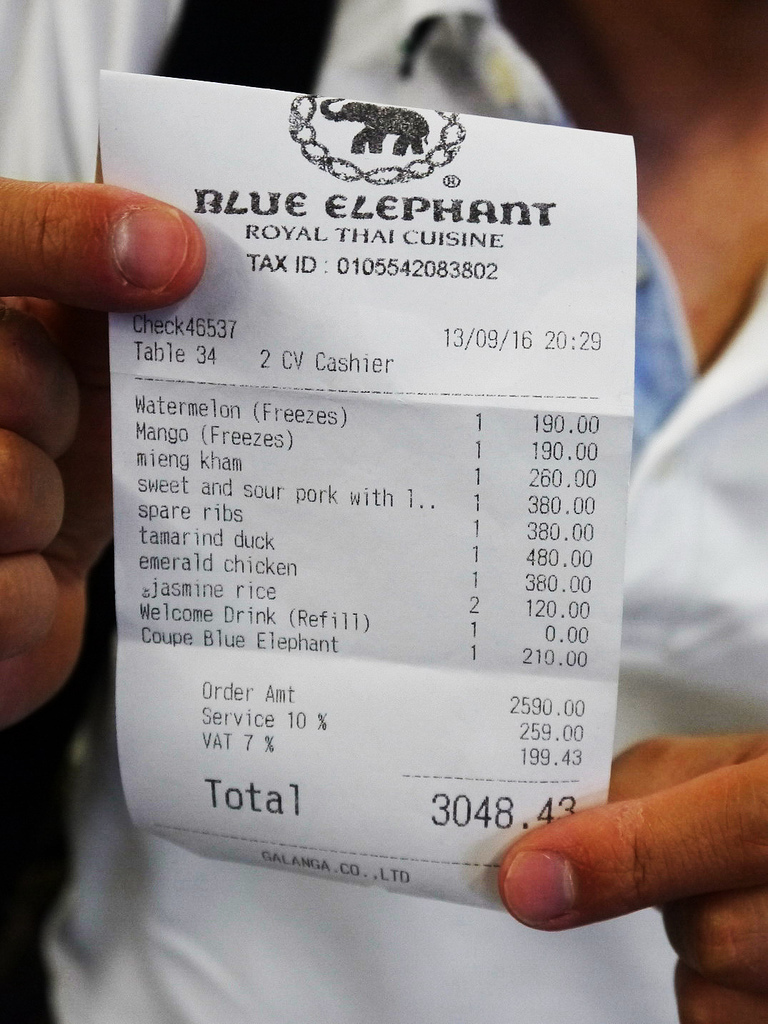 BLUE ELEPHANT
ROYAL THAI CUISINE
TAX ID : 0105542083802
Check46537 13/09/16 20:29
Table 34 2 CV Cashier
Watermelon (Freezes) 1 190.00
Mango (Freezes) 1 190.00
mieng kham 1 260.00
sweet and sour pork with l.. 1 380.00
spare ribs 1 380.00
tamarind duck 1 480.00
emerald chicken 1 380.00
jasmine rice 2 120.00
Welcome Drink (Refill) 1 0.00
Coupe Blue Elephant 1 210.00
Order Amt 2590.00
Service 10 % 259.00
VAT 7 % 199.43
Total 3048.43
GALANGA.CO.,LTD